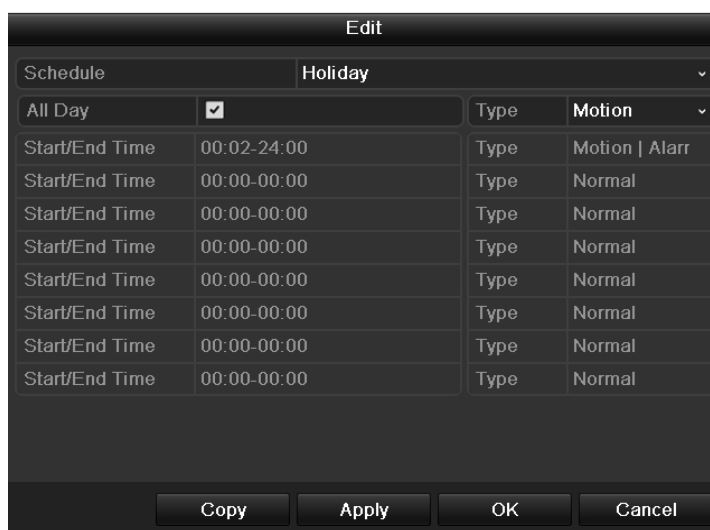 Edit
Schedule Holiday
All Day Type Motion
Start/End Time 00:02-24:00 Type Motion | Alarr
Start/End Time 00:00-00:00 Type Normal
Start/End Time 00:00-00:00 Type Normal
Start/End Time 00:00-00:00 Type Normal
Start/End Time 00:00-00:00 Type Normal
Start/End Time 00:00-00:00 Type Normal
Start/End Time 00:00-00:00 Type Normal
Start/End Time 00:00-00:00 Type Normal
Copy Apply OK Cancel